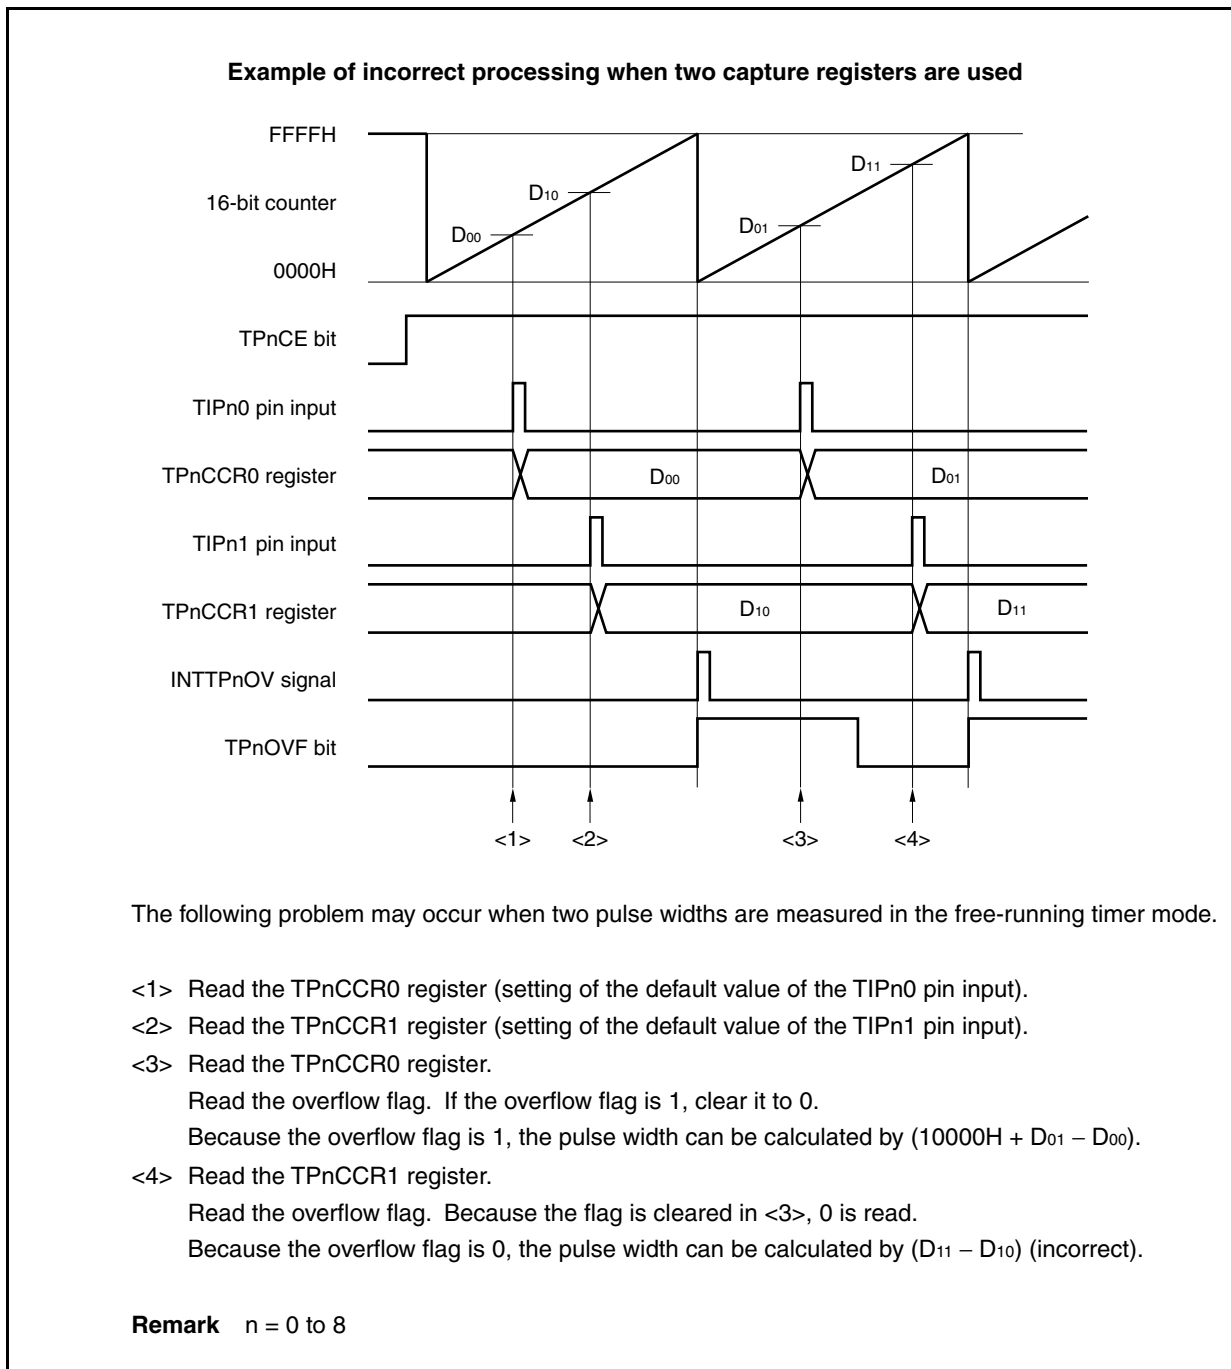 Example of incorrect processing when two capture registers are used
FFFFH
D11
D10
16-bit counter
D01
D00
0000H
TPnCE bit
TIPn0 pin input
TPnCCR0 register
D00
D01
TIPn1 pin input
TPnCCR1 register
D10
D11
INTTPnOV signal
TPnOVF bit
<1> <2> <3> <4>
The following problem may occur when two pulse widths are measured in the free-running timer mode.
<1> Read the TPnCCR0 register (setting of the default value of the TIPn0 pin input).
<2> Read the TPnCCR1 register (setting of the default value of the TIPn1 pin input).
<3> Read the TPnCCR0 register.
Read the overflow flag. If the overflow flag is 1, clear it to 0.
Because the overflow flag is 1, the pulse width can be calculated by (10000H + D01 − D00).
<4> Read the TPnCCR1 register.
Read the overflow flag. Because the flag is cleared in <3>, 0 is read.
Because the overflow flag is 0, the pulse width can be calculated by (D11 − D10) (incorrect).
Remark n = 0 to 8